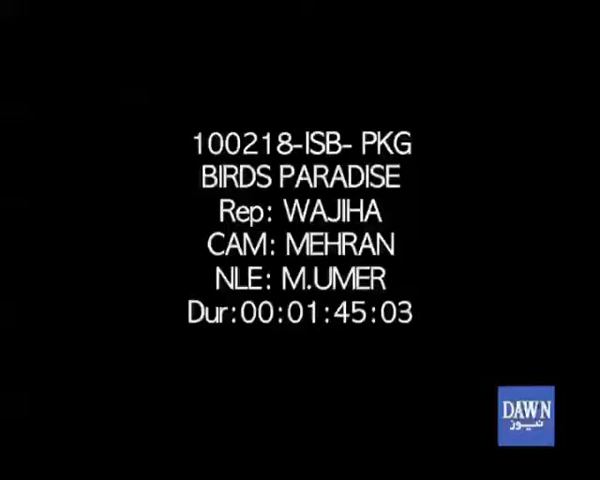 100218-ISB- PKG
BIRDS PARADISE
Rep: WAJIHA
CAM: MEHRAN
NLE: M.UMER
Dur:00:01:45:03
DAWN
نیوز